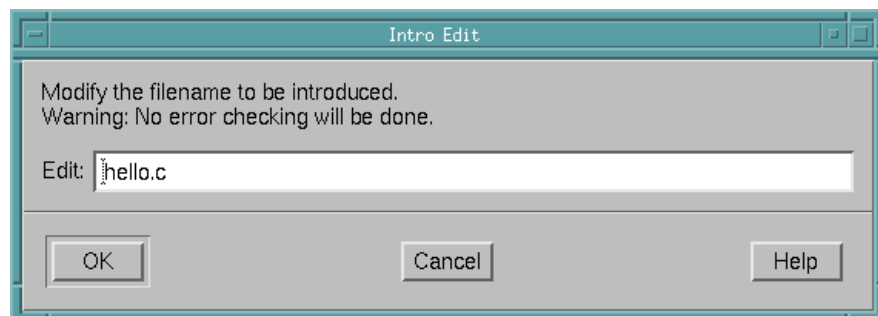 Intro Edit
Modify the filename to be introduced.
Warning: No error checking will be done.
Edit: hello.c
OK Cancel Help